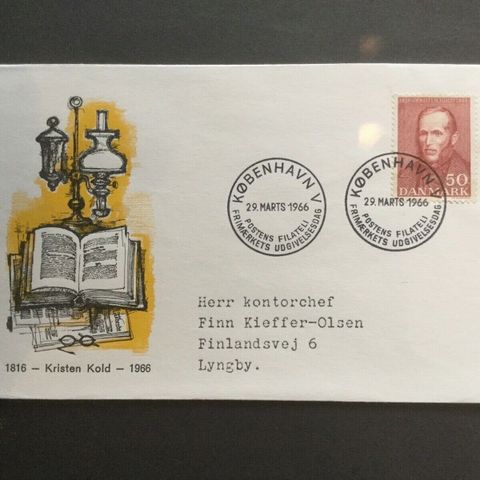 KØBENHAVN V
29. MARTS 1966
POSTENS FILATELI
FRIMÆRKETS UDGIVELSESDAG
KØBENHAVN V
29. MARTS 1966
POSTENS FILATELI
FRIMÆRKETS UDGIVELSESDAG
50
DANMARK
Herr kontorchef
Finn Kieffer-Olsen
Finlandsvej 6
Lyngby.
1816 – Kristen Kold – 1966